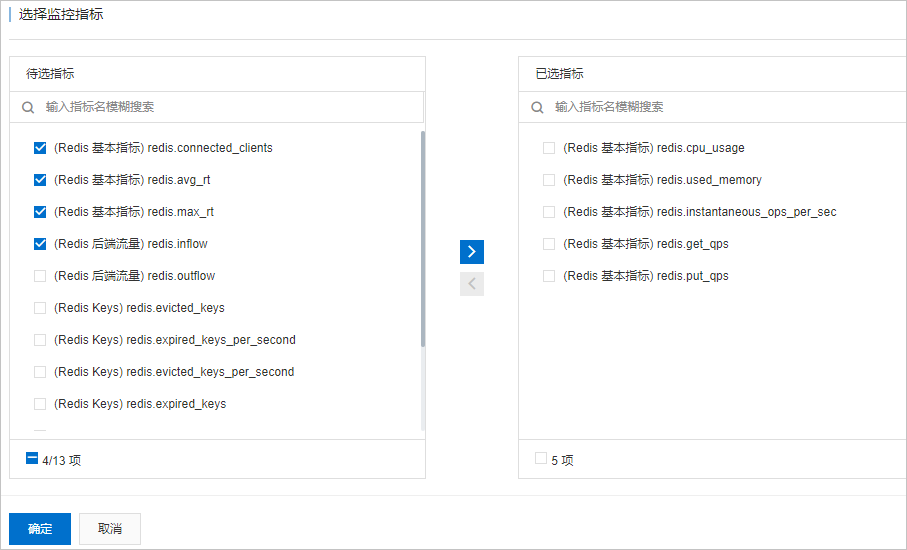 选择监控指标
待选指标
输入指标名模糊搜索
(Redis 基本指标) redis.connected_clients
(Redis 基本指标) redis.avg_rt
(Redis 基本指标) redis.max_rt
(Redis 后端流量) redis.inflow
(Redis 后端流量) redis.outflow
(Redis Keys) redis.evicted_keys
(Redis Keys) redis.expired_keys_per_second
(Redis Keys) redis.evicted_keys_per_second
(Redis Keys) redis.expired_keys
4/13 项
已选指标
输入指标名模糊搜索
(Redis 基本指标) redis.cpu_usage
(Redis 基本指标) redis.used_memory
(Redis 基本指标) redis.instantaneous_ops_per_sec
(Redis 基本指标) redis.get_qps
(Redis 基本指标) redis.put_qps
5 项
确定
取消